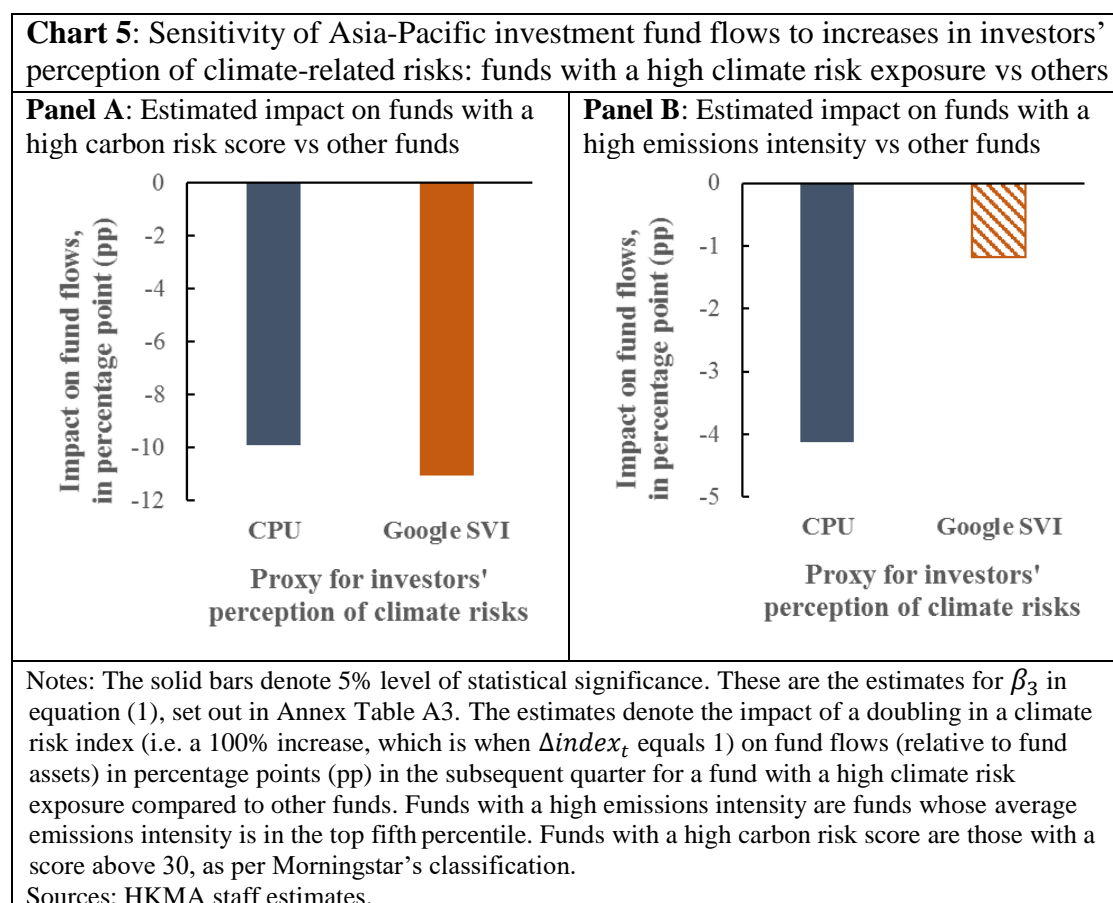 Chart 5: Sensitivity of Asia-Pacific investment fund flows to increases in investors’
perception of climate-related risks: funds with a high climate risk exposure vs others
Panel A: Estimated impact on funds with a
high carbon risk score vs other funds
Impact on fund flows,
in percentage point (pp)
0
-2
-4
-6
-8
-10
-12
CPU
Google SVI
Proxy for investors'
perception of climate risks
Panel B: Estimated impact on funds with a
high emissions intensity vs other funds
Impact on fund flows,
in percentage point (pp)
0
-1
-2
-3
-4
-5
CPU
Google SVI
Proxy for investors'
perception of climate risks
Notes: The solid bars denote 5% level of statistical significance. These are the estimates for β₃ in
equation (1), set out in Annex Table A3. The estimates denote the impact of a doubling in a climate
risk index (i.e. a 100% increase, which is when Δindexₜ equals 1) on fund flows (relative to fund
assets) in percentage points (pp) in the subsequent quarter for a fund with a high climate risk
exposure compared to other funds. Funds with a high emissions intensity are funds whose average
emissions intensity is in the top fifth percentile. Funds with a high carbon risk score are those with a
score above 30, as per Morningstar’s classification.
Sources: HKMA staff estimates.